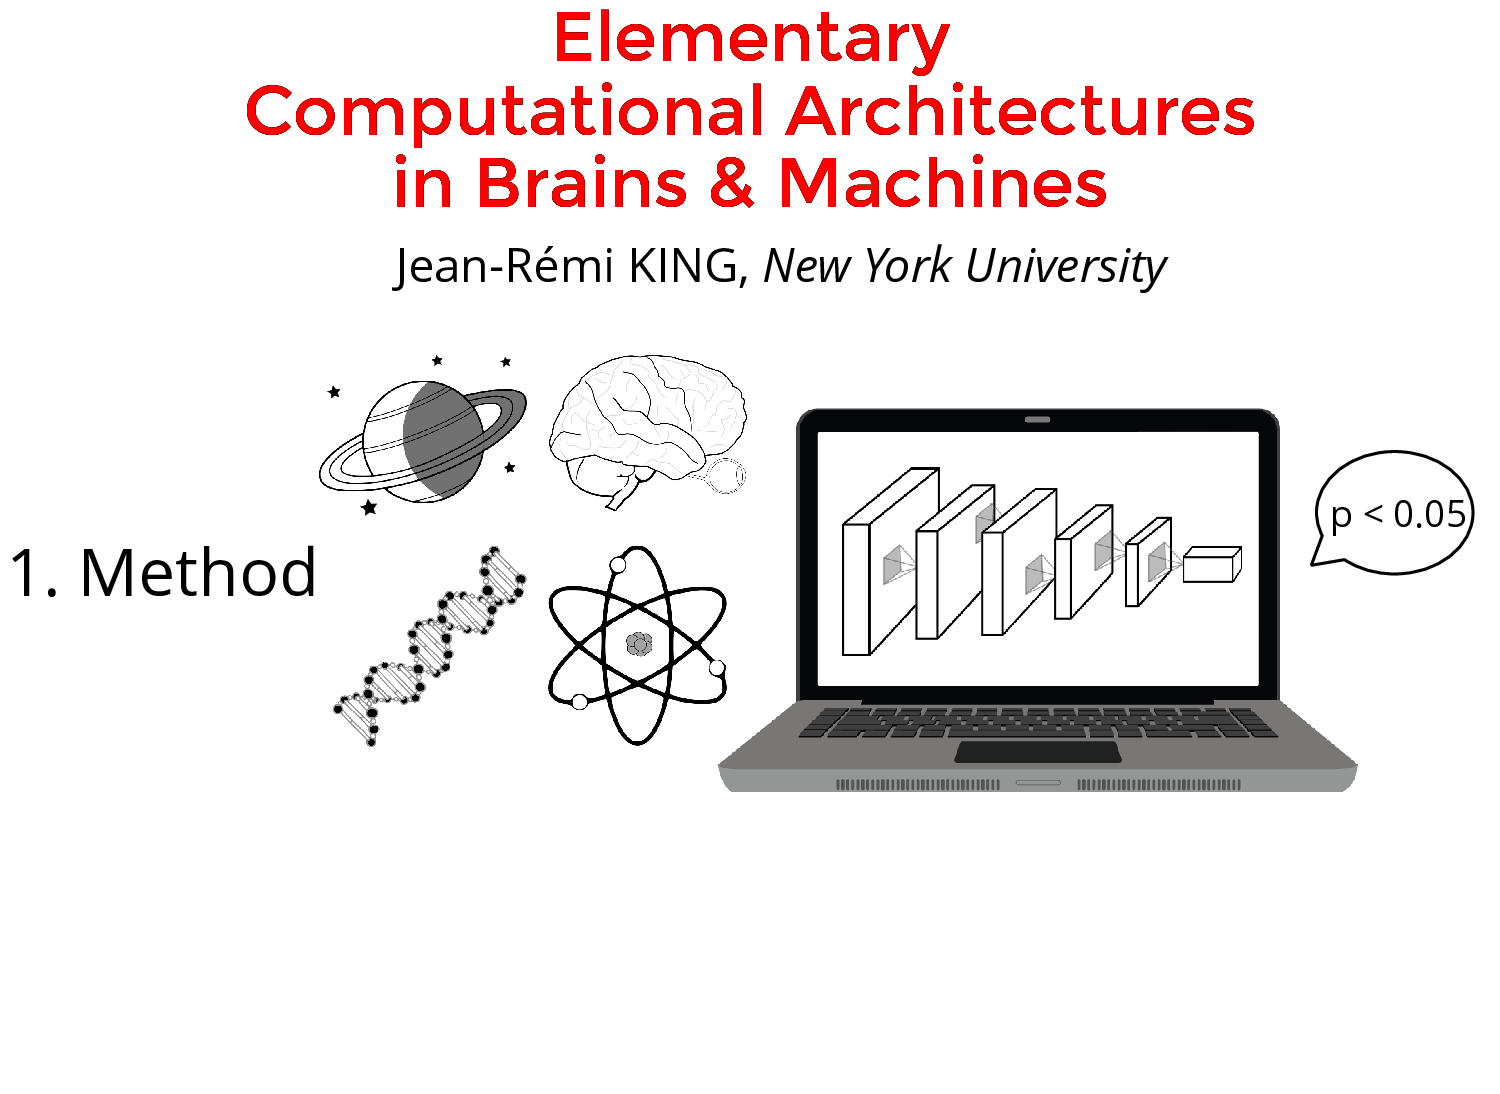 Elementary
Computational Architectures
in Brains & Machines
Jean-Rémi KING, New York University
1. Method
p < 0.05